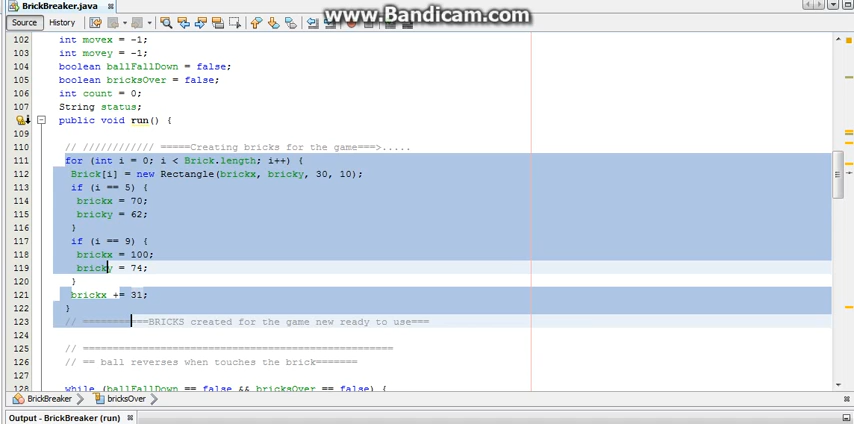 BrickBreaker.java
www.Bandicam.com
Source History
102 int movex = -1;
103 int movey = -1;
104 boolean ballFallDown = false;
105 boolean bricksOver = false;
106 int count = 0;
107 String status;
public void run() {
109
110 // //////////// =====Creating bricks for the game===>.....
111 for (int i = 0; i < Brick.length; i++) {
112 Brick[i] = new Rectangle(brickx, bricky, 30, 10);
113 if (i == 5) {
114 brickx = 70;
115 bricky = 62;
116 }
117 if (i == 9) {
118 brickx = 100;
119 bricky = 74;
120 }
121 brickx += 31;
122 }
123 // ===========BRICKS created for the game new ready to use===
124
125 // ====================================================
126 // == ball reverses when touches the brick=======
127
128 while (ballFallDown == false && bricksOver == false) {
BrickBreaker bricksOver
Output - BrickBreaker (run)